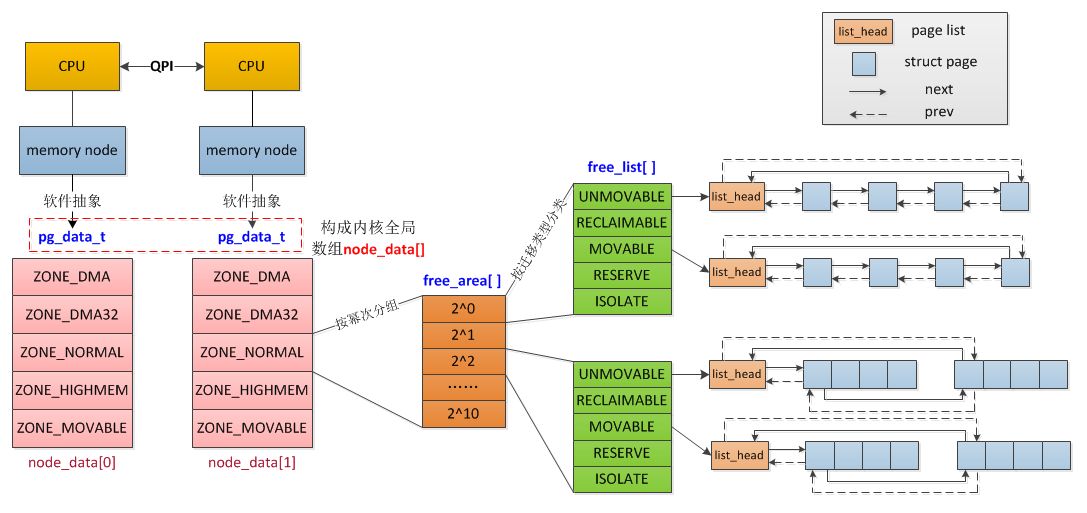 list_head
page list
struct page
next
prev
CPU
QPI
CPU
memory node
memory node
软件抽象
软件抽象
pg_data_t
pg_data_t
构成内核全局
数组node_data[]
ZONE_DMA
ZONE_DMA32
ZONE_NORMAL
ZONE_HIGHMEM
ZONE_MOVABLE
node_data[0]
ZONE_DMA
ZONE_DMA32
ZONE_NORMAL
ZONE_HIGHMEM
ZONE_MOVABLE
node_data[1]
按幂次分组
free_area[ ]
2^0
2^1
2^2
……
2^10
按迁移类型分类
free_list[ ]
UNMOVABLE
RECLAIMABLE
MOVABLE
RESERVE
ISOLATE
list_head
list_head
UNMOVABLE
RECLAIMABLE
MOVABLE
RESERVE
ISOLATE
list_head
list_head